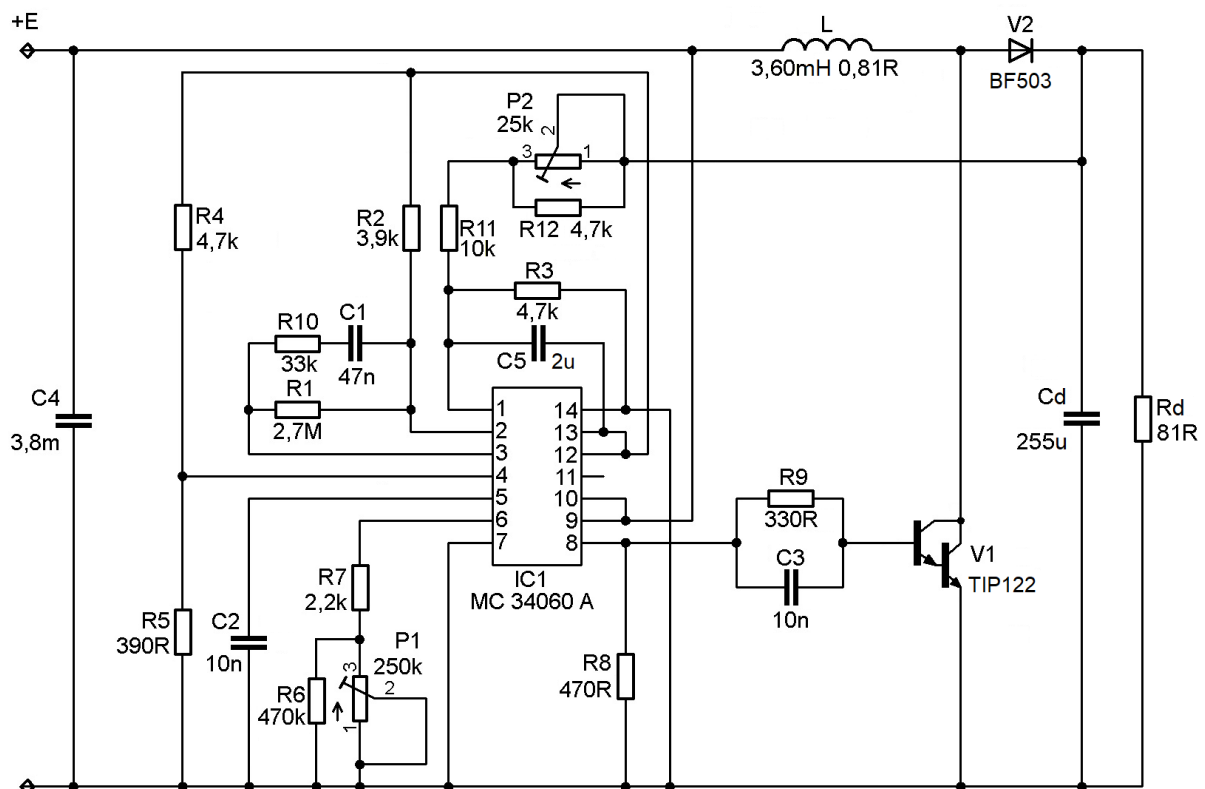 +E
L
3,60mH 0,81R
V2
BF503
P2
25k
2
3
1
R4
4,7k
R2
3,9k
R11
10k
R12 4,7k
R3
4,7k
R10
33k
C1
47n
C5 2u
R1
2,7M
C4
3,8m
1
2
3
4
5
6
7
14
13
12
11
10
9
8
IC1
MC 34060 A
Cd
255u
Rd
81R
R9
330R
C3
10n
V1
TIP122
R7
2,2k
R5
390R
C2
10n
P1
250k
3
2
1
R6
470k
R8
470R